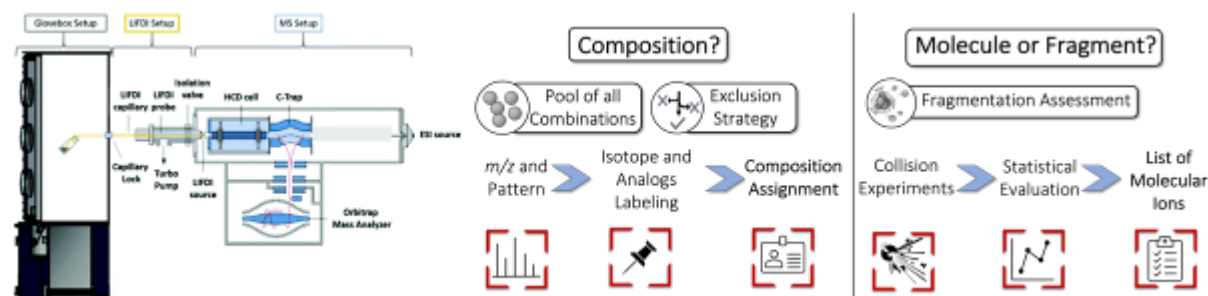 Glovebox Setup
LIFDI Setup
MS Setup
LIFDI
capillary
LIFDI
probe
Isolation
valve
HCD cell
C-Trap
ESI source
Capillary
Lock
Turbo
Pump
LIFDI
source
Orbitrap
Mass Analyzer
Composition?
Pool of all
Combinations
Exclusion
Strategy
m/z and
Pattern
Isotope and
Analogs
Labeling
Composition
Assignment
Molecule or Fragment?
Fragmentation Assessment
Collision
Experiments
Statistical
Evaluation
List of
Molecular
Ions